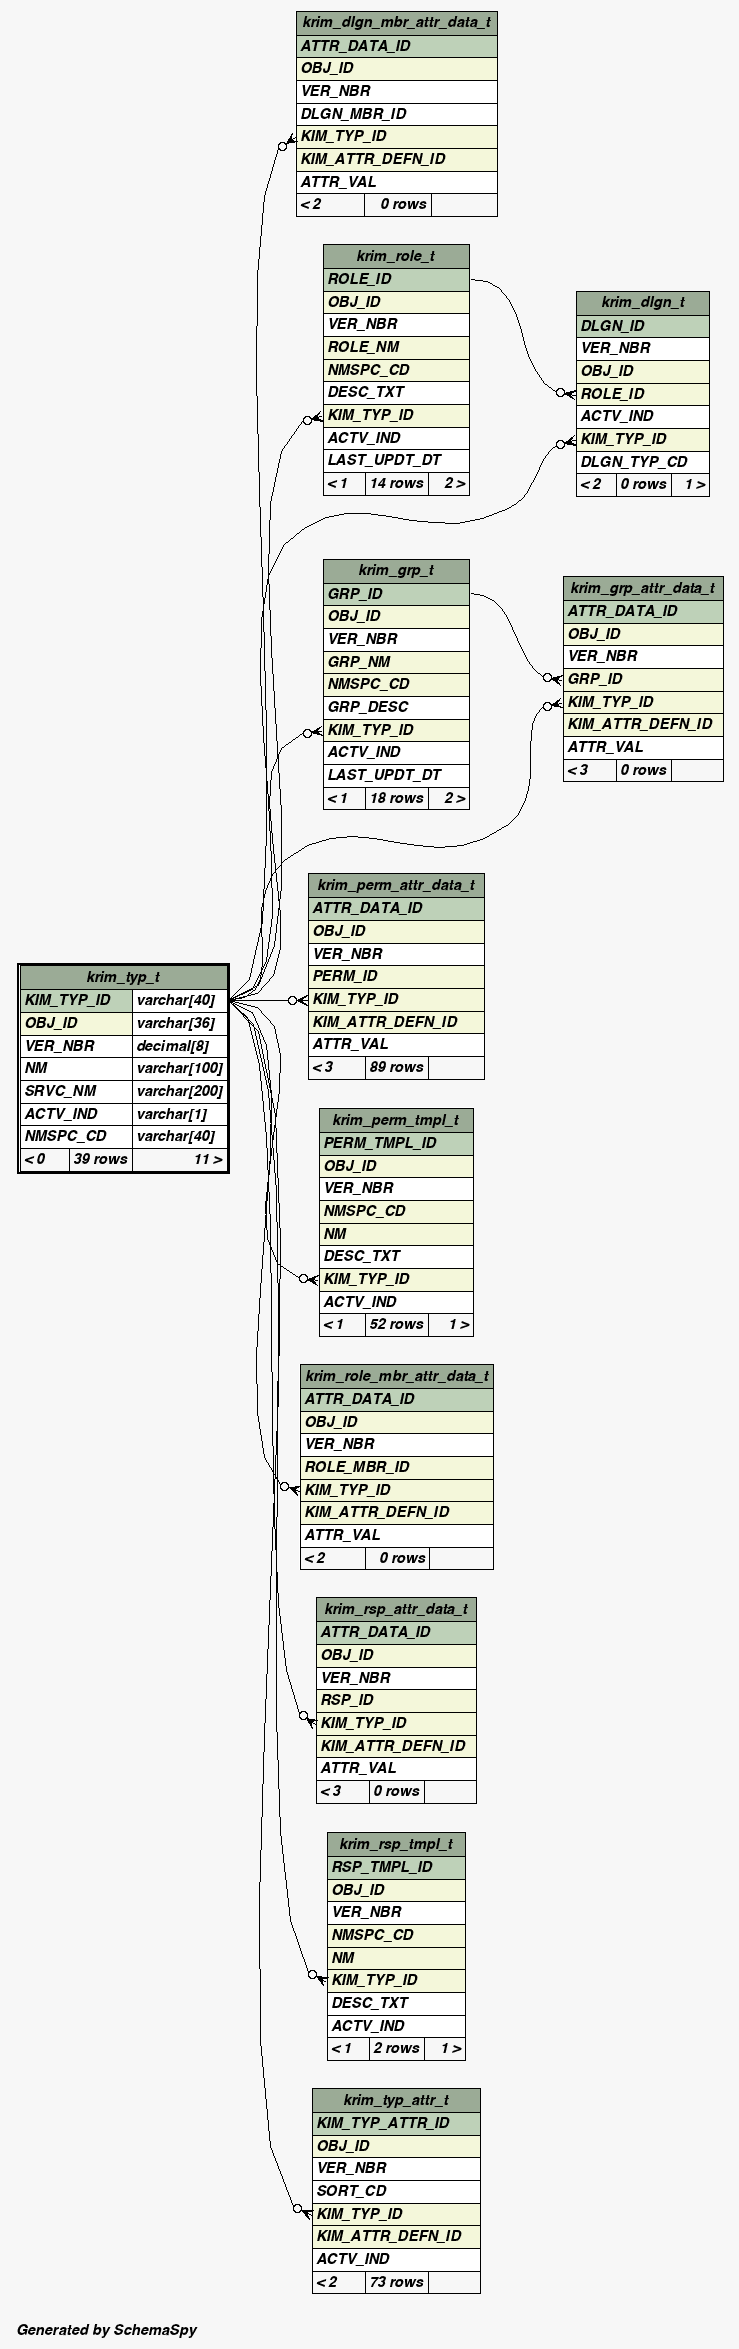 krim_dlgn_mbr_attr_data_t
ATTR_DATA_ID
OBJ_ID
VER_NBR
DLGN_MBR_ID
KIM_TYP_ID
KIM_ATTR_DEFN_ID
ATTR_VAL
< 2 0 rows
krim_role_t
ROLE_ID
OBJ_ID
VER_NBR
ROLE_NM
NMSPC_CD
DESC_TXT
KIM_TYP_ID
ACTV_IND
LAST_UPDT_DT
< 1 14 rows 2 >
krim_dlgn_t
DLGN_ID
VER_NBR
OBJ_ID
ROLE_ID
ACTV_IND
KIM_TYP_ID
DLGN_TYP_CD
< 2 0 rows 1 >
krim_grp_t
GRP_ID
OBJ_ID
VER_NBR
GRP_NM
NMSPC_CD
GRP_DESC
KIM_TYP_ID
ACTV_IND
LAST_UPDT_DT
< 1 18 rows 2 >
krim_grp_attr_data_t
ATTR_DATA_ID
OBJ_ID
VER_NBR
GRP_ID
KIM_TYP_ID
KIM_ATTR_DEFN_ID
ATTR_VAL
< 3 0 rows
krim_perm_attr_data_t
ATTR_DATA_ID
OBJ_ID
VER_NBR
PERM_ID
KIM_TYP_ID
KIM_ATTR_DEFN_ID
ATTR_VAL
< 3 89 rows
krim_typ_t
KIM_TYP_ID varchar[40]
OBJ_ID varchar[36]
VER_NBR decimal[8]
NM varchar[100]
SRVC_NM varchar[200]
ACTV_IND varchar[1]
NMSPC_CD varchar[40]
< 0 39 rows 11 >
krim_perm_tmpl_t
PERM_TMPL_ID
OBJ_ID
VER_NBR
NMSPC_CD
NM
DESC_TXT
KIM_TYP_ID
ACTV_IND
< 1 52 rows 1 >
krim_role_mbr_attr_data_t
ATTR_DATA_ID
OBJ_ID
VER_NBR
ROLE_MBR_ID
KIM_TYP_ID
KIM_ATTR_DEFN_ID
ATTR_VAL
< 2 0 rows
krim_rsp_attr_data_t
ATTR_DATA_ID
OBJ_ID
VER_NBR
RSP_ID
KIM_TYP_ID
KIM_ATTR_DEFN_ID
ATTR_VAL
< 3 0 rows
krim_rsp_tmpl_t
RSP_TMPL_ID
OBJ_ID
VER_NBR
NMSPC_CD
NM
KIM_TYP_ID
DESC_TXT
ACTV_IND
< 1 2 rows 1 >
krim_typ_attr_t
KIM_TYP_ATTR_ID
OBJ_ID
VER_NBR
SORT_CD
KIM_TYP_ID
KIM_ATTR_DEFN_ID
ACTV_IND
< 2 73 rows
Generated by SchemaSpy